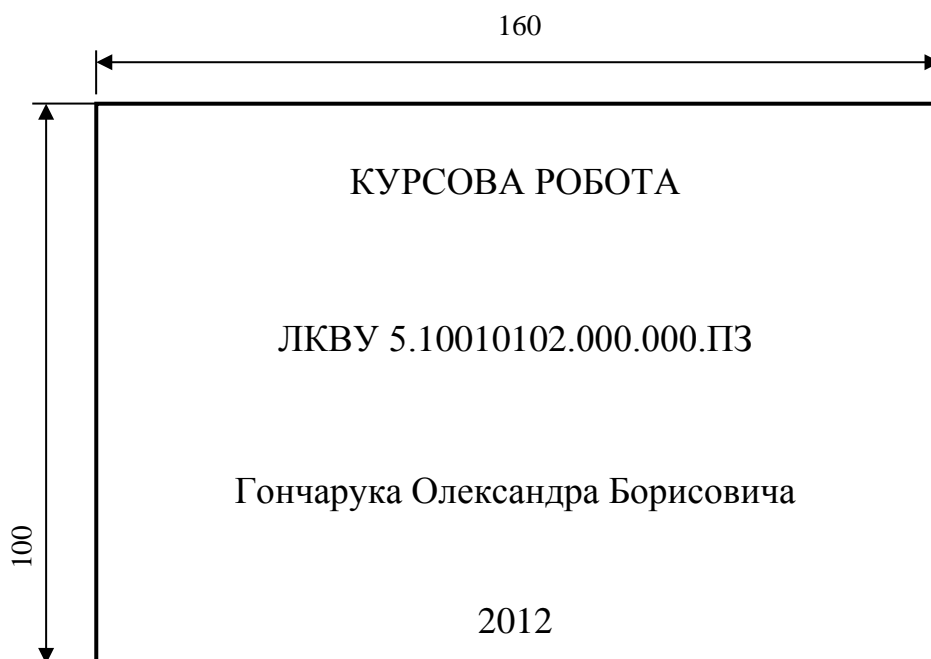 160
КУРСОВА РОБОТА
ЛКВУ 5.10010102.000.000.ПЗ
Гончарука Олександра Борисовича
100
2012